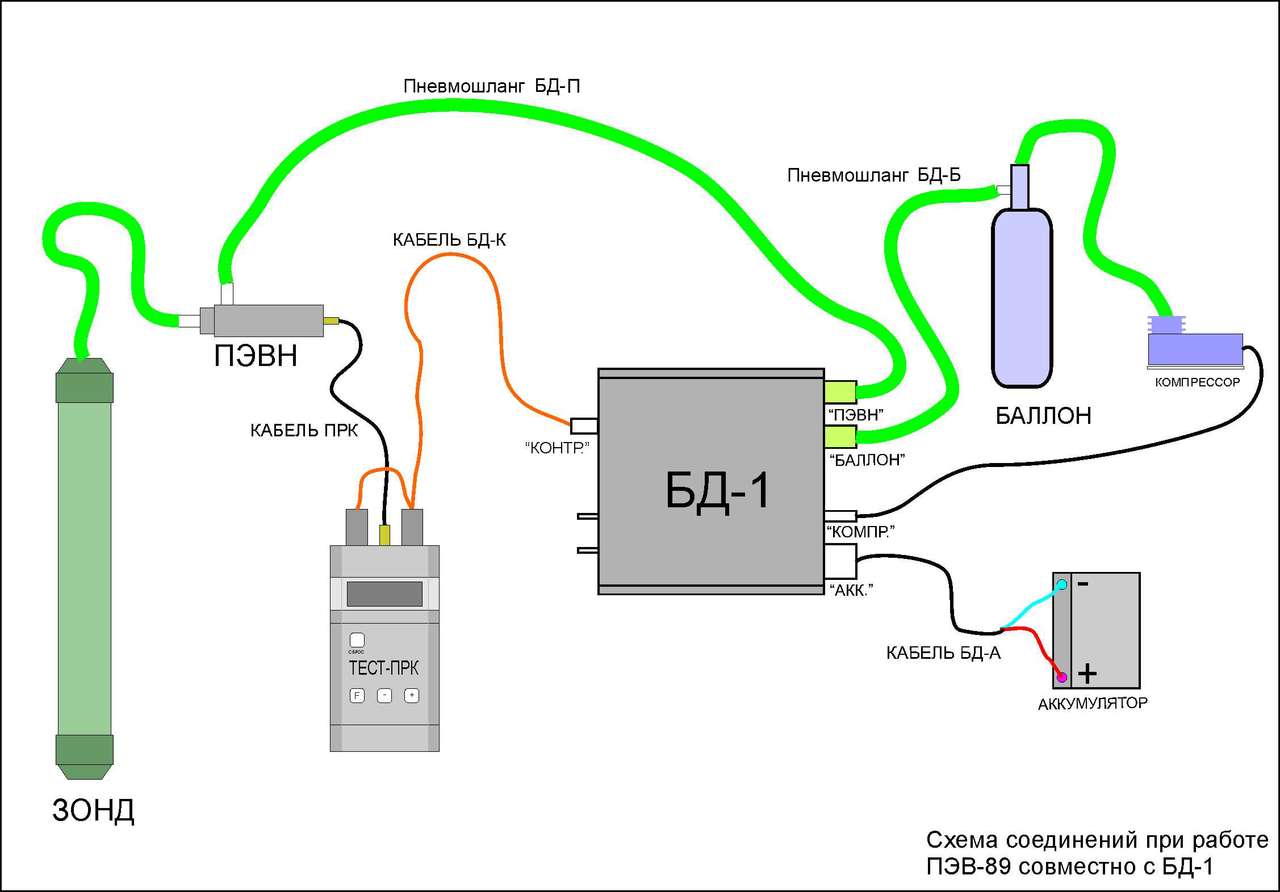 Пневмошланг БД-П
Пневмошланг БД-Б
КАБЕЛЬ БД-К
ПЭВН
КОМПРЕССОР
БАЛЛОН
"ПЭВН"
КАБЕЛЬ ПРК
"КОНТР."
"БАЛЛОН"
БД-1
"КОМПР."
"АКК."
-
+
КАБЕЛЬ БД-А
АККУМУЛЯТОР
СБРОС
ТЕСТ-ПРК
F - +
ЗОНД
Схема соединений при работе
ПЭВ-89 совместно с БД-1